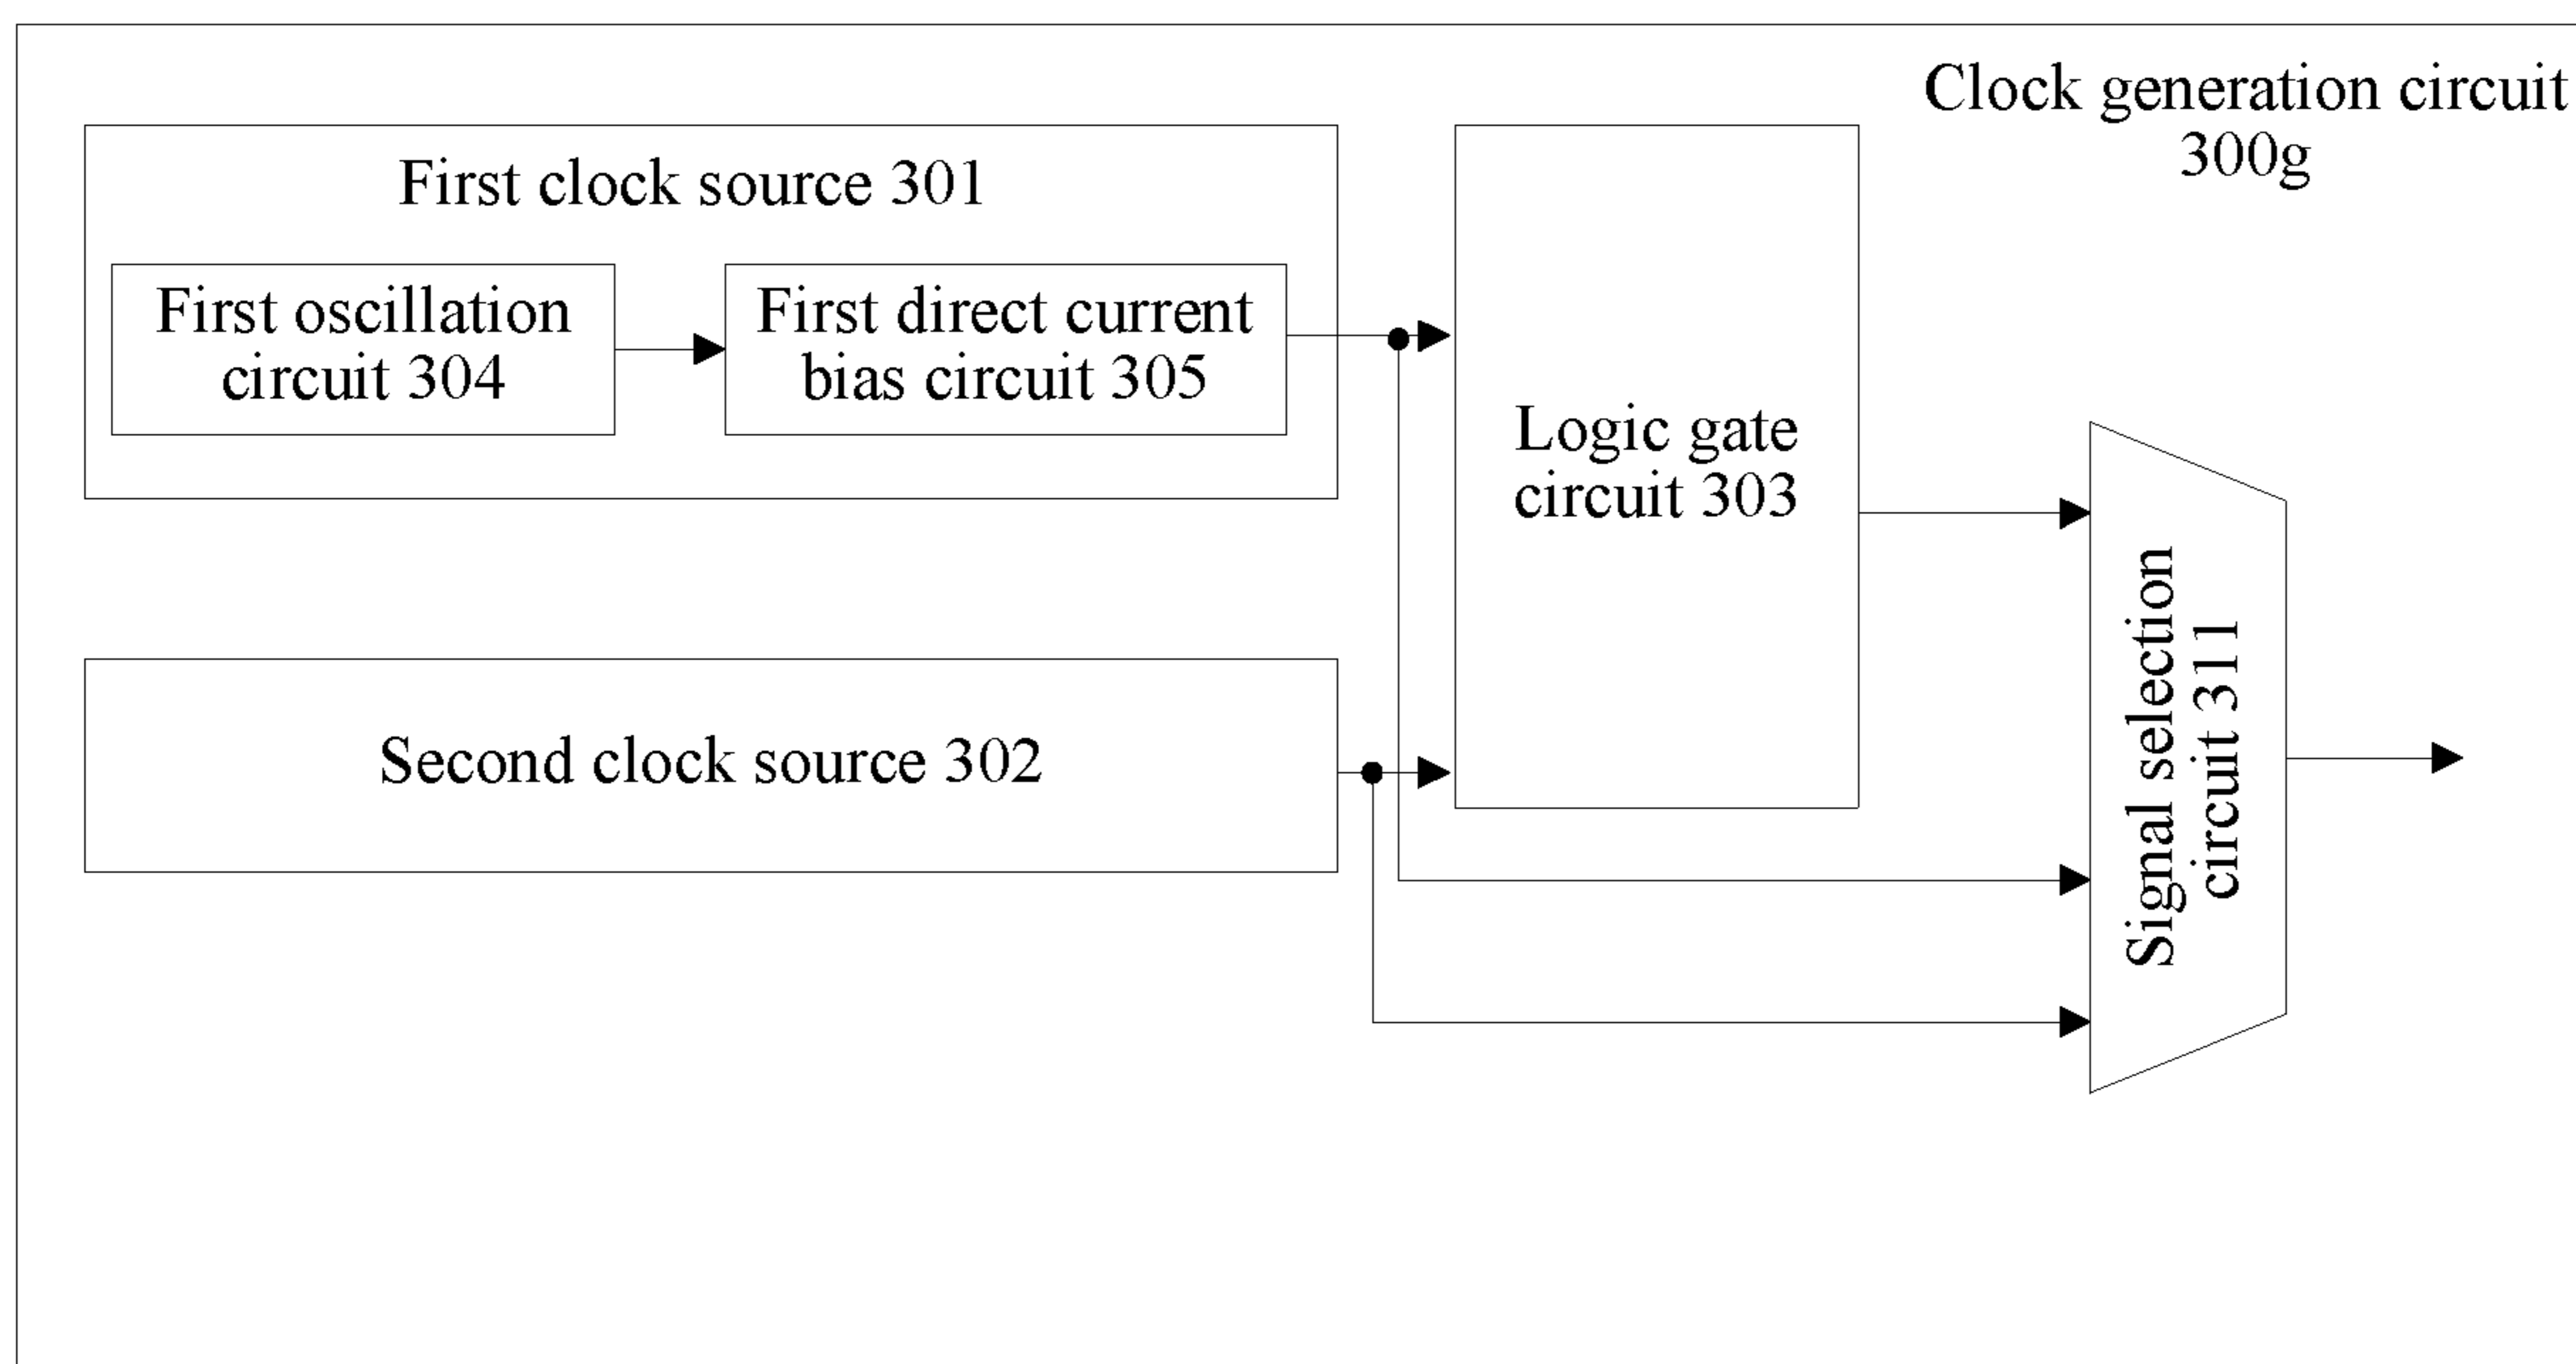 Clock generation circuit
300g
First clock source 301
First oscillation
circuit 304
First direct current
bias circuit 305
Logic gate
circuit 303
Second clock source 302
Signal selection
circuit 311